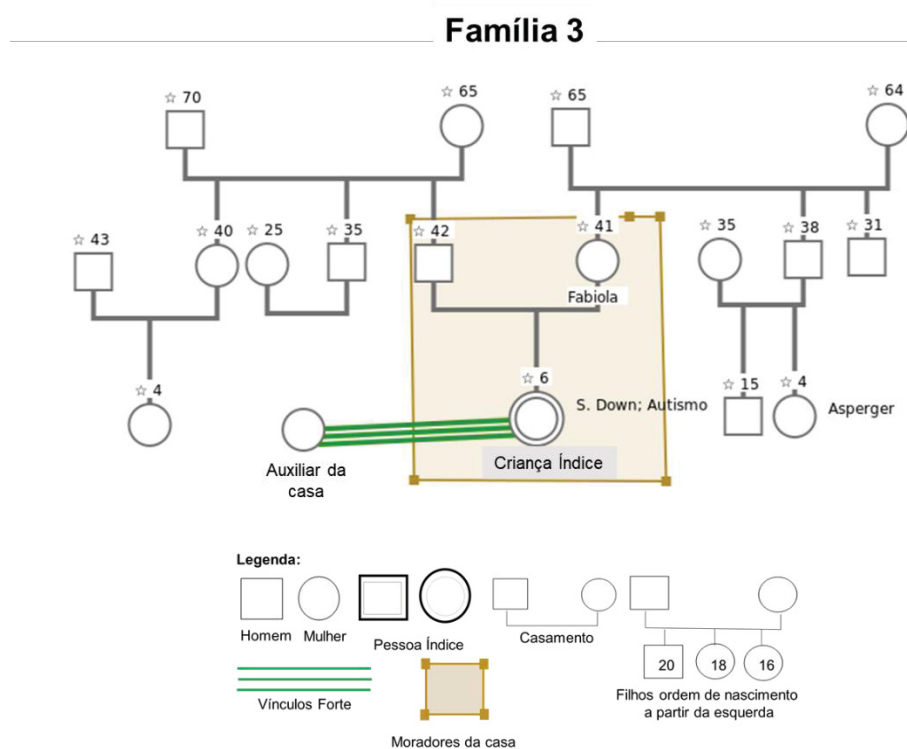 Família 3
☆ 70
☆ 65
☆ 65
☆ 64
☆ 43
☆ 40
☆ 25
☆ 35
☆ 42
☆ 41
☆ 35
☆ 38
☆ 31
Fabiola
☆ 4
☆ 6
☆ 15
☆ 4
S. Down; Autismo
Asperger
Auxiliar da
casa
Criança Índice
Legenda:
Homem
Mulher
Pessoa Índice
Casamento
20
18
16
Filhos ordem de nascimento
a partir da esquerda
Vínculos Forte
Moradores da casa